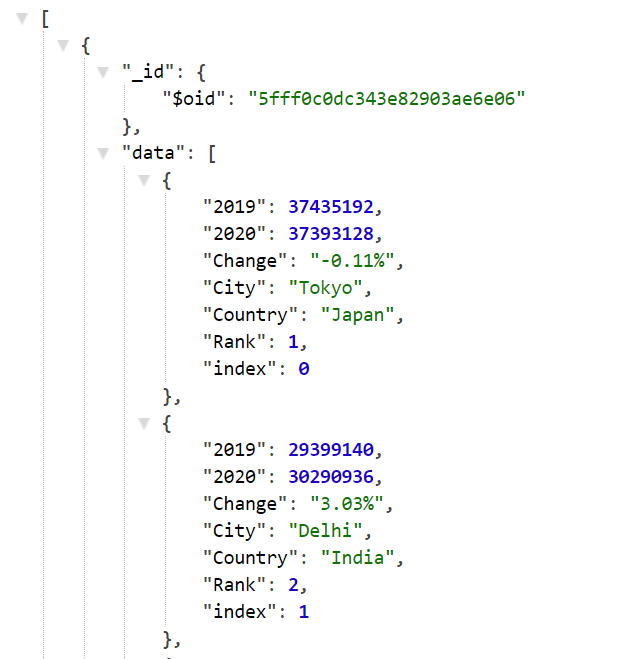 [
{
"_id": {
"$oid": "5fff0c0dc343e82903ae6e06"
},
"data": [
{
"2019": 37435192,
"2020": 37393128,
"Change": "-0.11%",
"City": "Tokyo",
"Country": "Japan",
"Rank": 1,
"index": 0
},
{
"2019": 29399140,
"2020": 30290936,
"Change": "3.03%",
"City": "Delhi",
"Country": "India",
"Rank": 2,
"index": 1
},